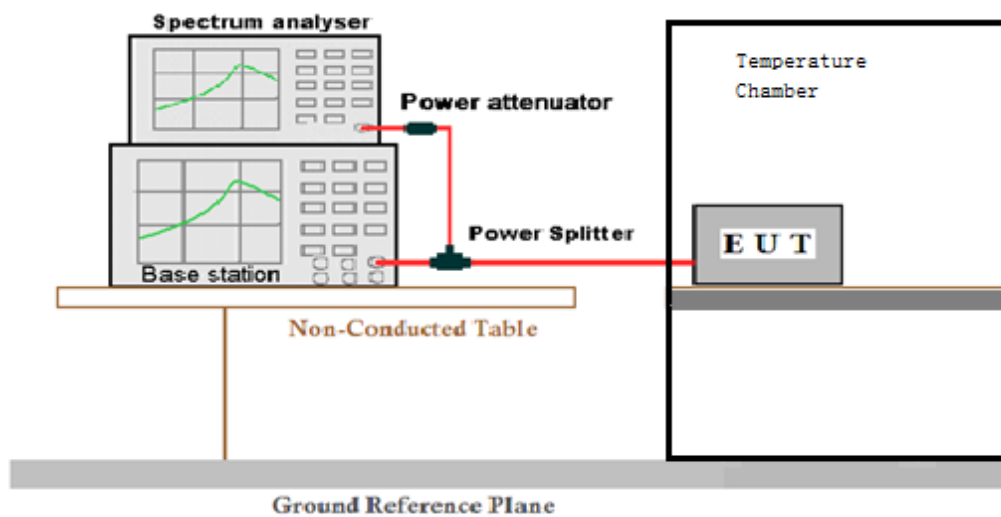 Spectrum analyser
Temperature
Chamber
Power attenuator
Power Splitter
E U T
Base station
Non-Conducted Table
Ground Reference Plane